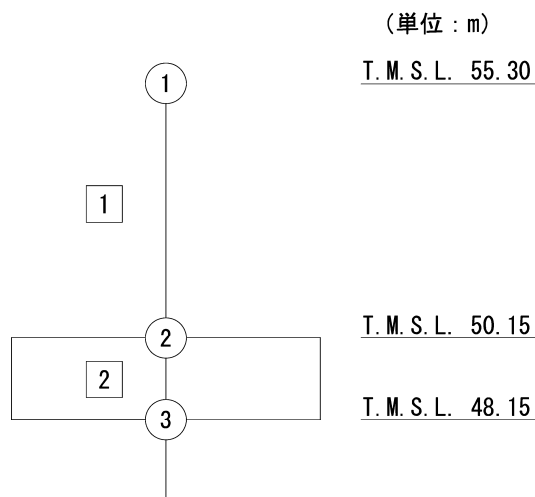 (単位:m)
① T.M.S.L. 55.30
1
② T.M.S.L. 50.15
2
③ T.M.S.L. 48.15